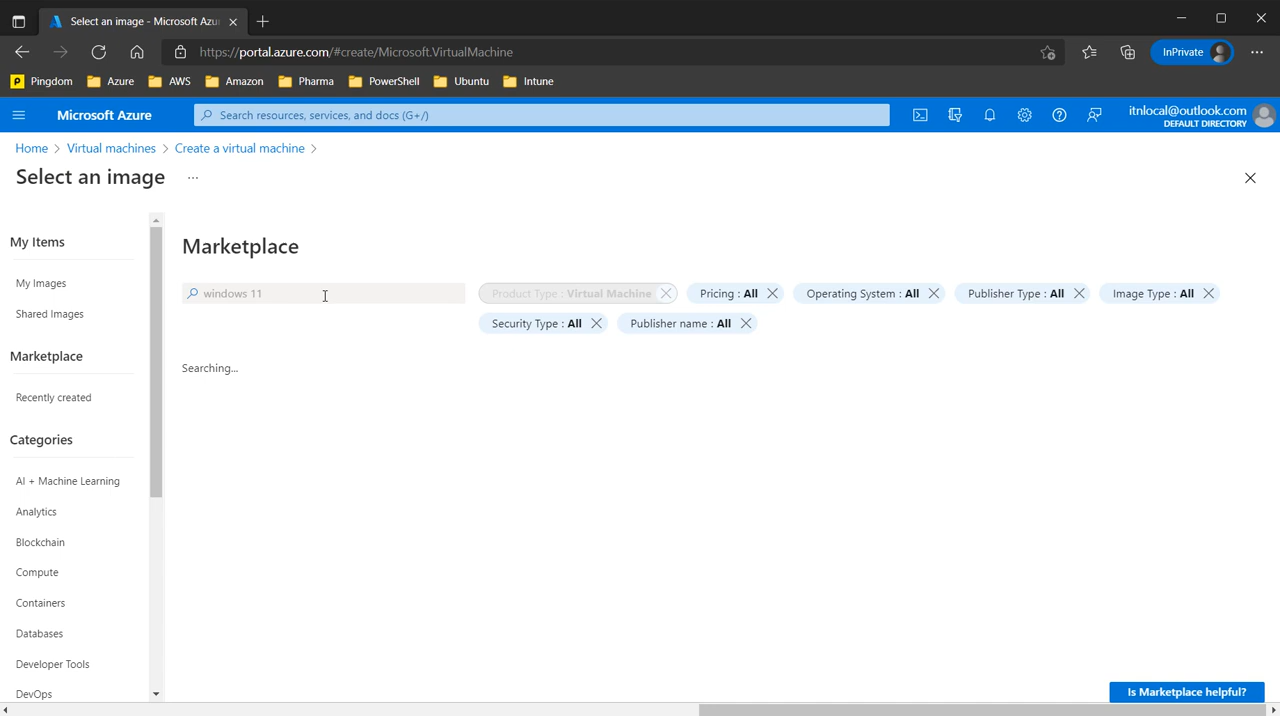 Select an image - Microsoft Azu
https://portal.azure.com/#create/Microsoft.VirtualMachine
InPrivate
Pingdom Azure AWS Amazon Pharma PowerShell Ubuntu Intune
Microsoft Azure
Search resources, services, and docs (G+/)
itnlocal@outlook.com
DEFAULT DIRECTORY
Home > Virtual machines > Create a virtual machine >
Select an image ...
My Items
My Images
Shared Images
Marketplace
Recently created
Categories
AI + Machine Learning
Analytics
Blockchain
Compute
Containers
Databases
Developer Tools
DevOps
Marketplace
windows 11
Product Type : Virtual Machine
Pricing : All
Operating System : All
Publisher Type : All
Image Type : All
Security Type : All
Publisher name : All
Searching...
Is Marketplace helpful?